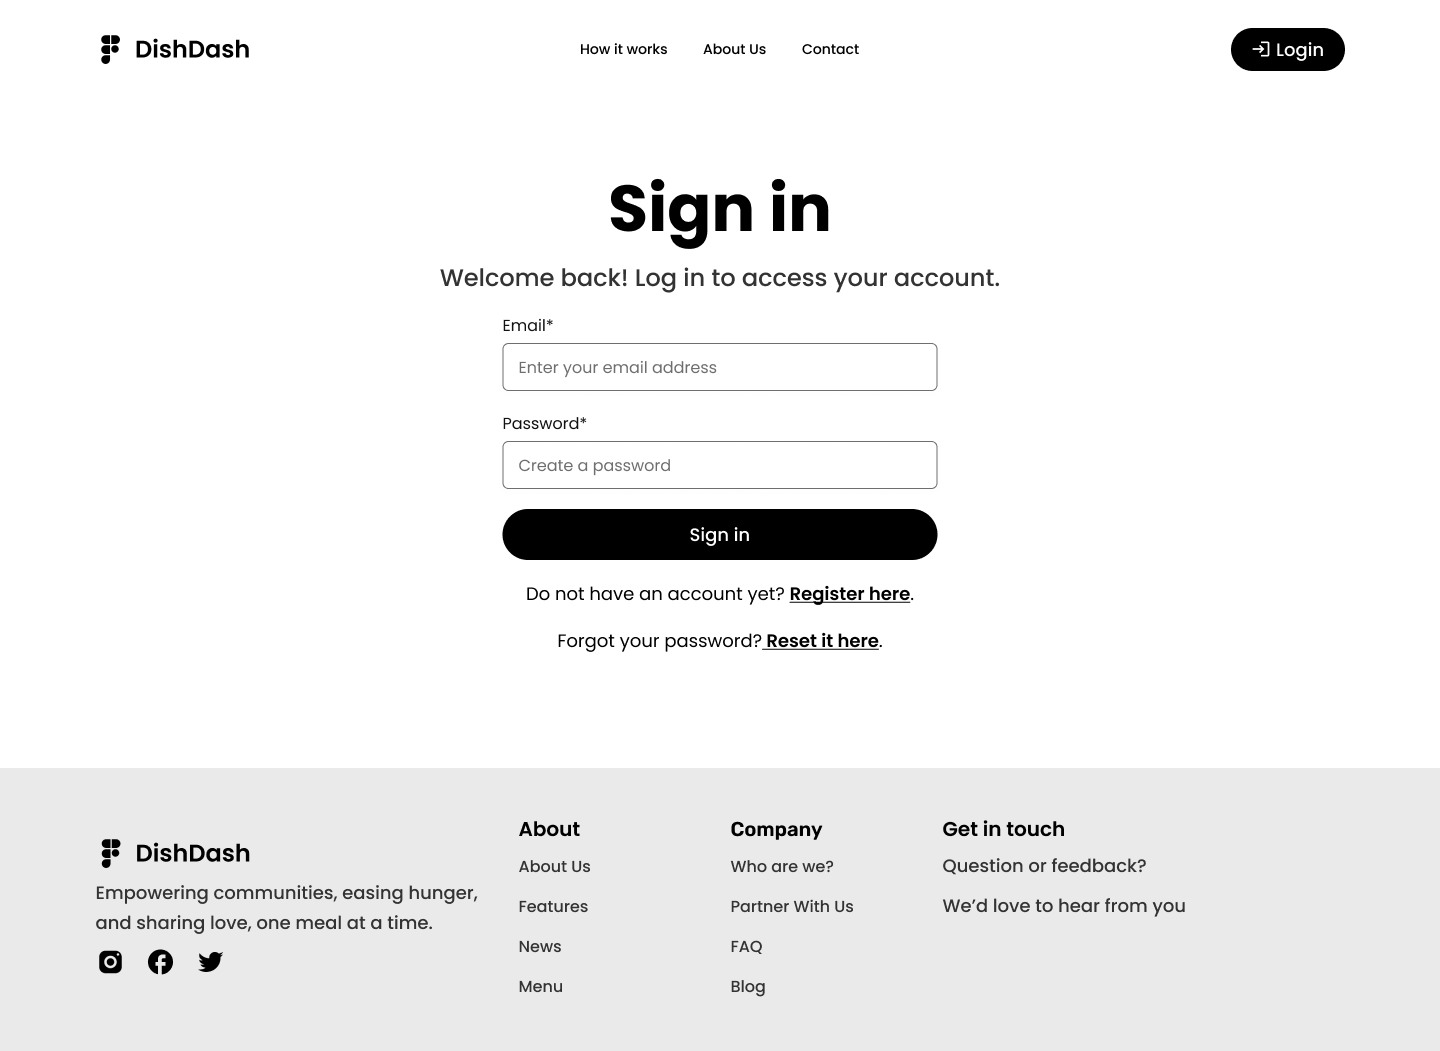 DishDash
How it works
About Us
Contact
Login
Sign in
Welcome back! Log in to access your account.
Email*
Enter your email address
Password*
Create a password
Sign in
Do not have an account yet? Register here.
Forgot your password? Reset it here.
DishDash
Empowering communities, easing hunger,
and sharing love, one meal at a time.
About
About Us
Features
News
Menu
Company
Who are we?
Partner With Us
FAQ
Blog
Get in touch
Question or feedback?
We’d love to hear from you